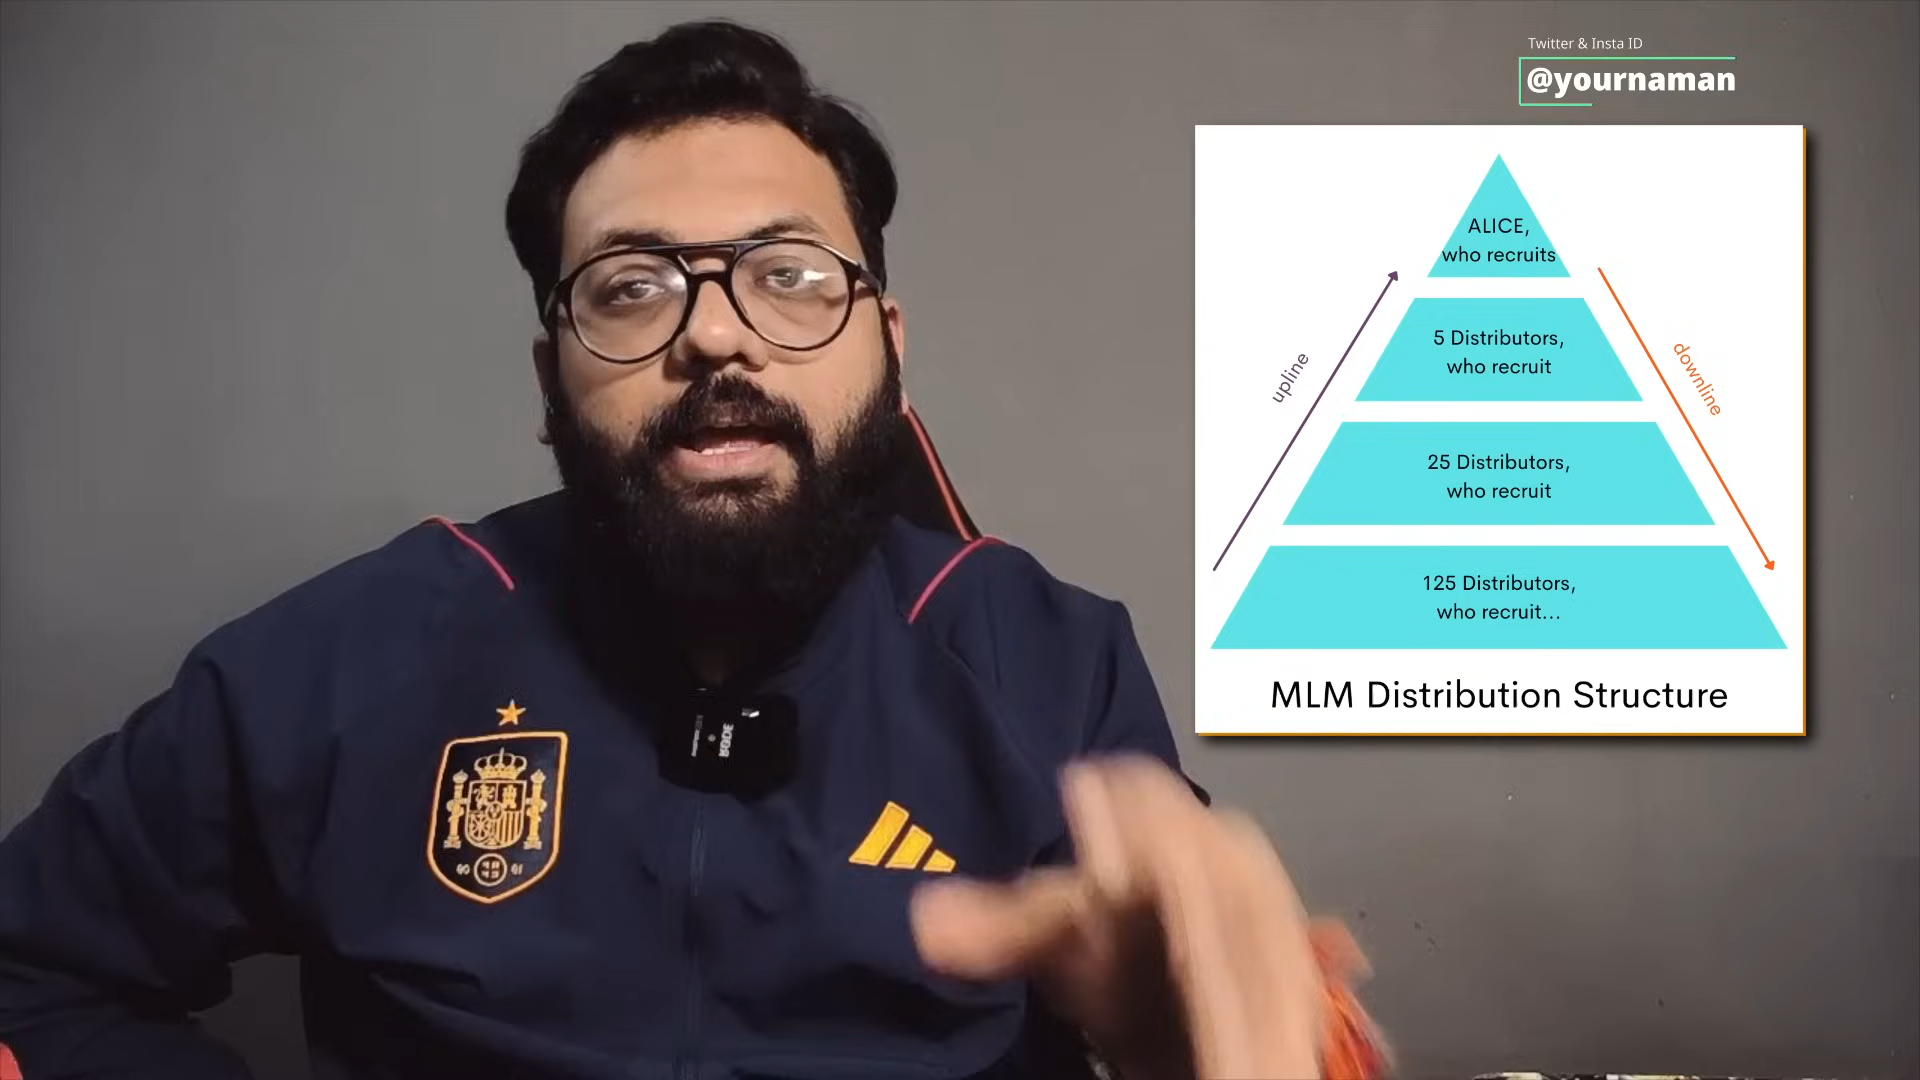 Twitter & Insta ID
@yournaman
ALICE,
who recruits
5 Distributors,
who recruit
25 Distributors,
who recruit
125 Distributors,
who recruit...
upline
downline
MLM Distribution Structure
RØDE